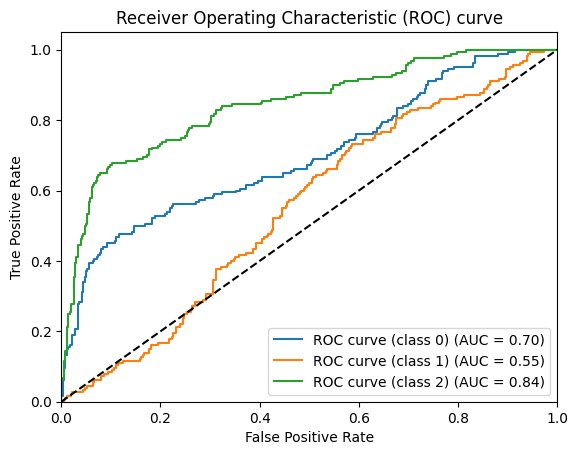 Receiver Operating Characteristic (ROC) curve
True Positive Rate
1.0
0.8
0.6
0.4
0.2
0.0
ROC curve (class 0) (AUC = 0.70)
ROC curve (class 1) (AUC = 0.55)
ROC curve (class 2) (AUC = 0.84)
0.0 0.2 0.4 0.6 0.8 1.0
False Positive Rate